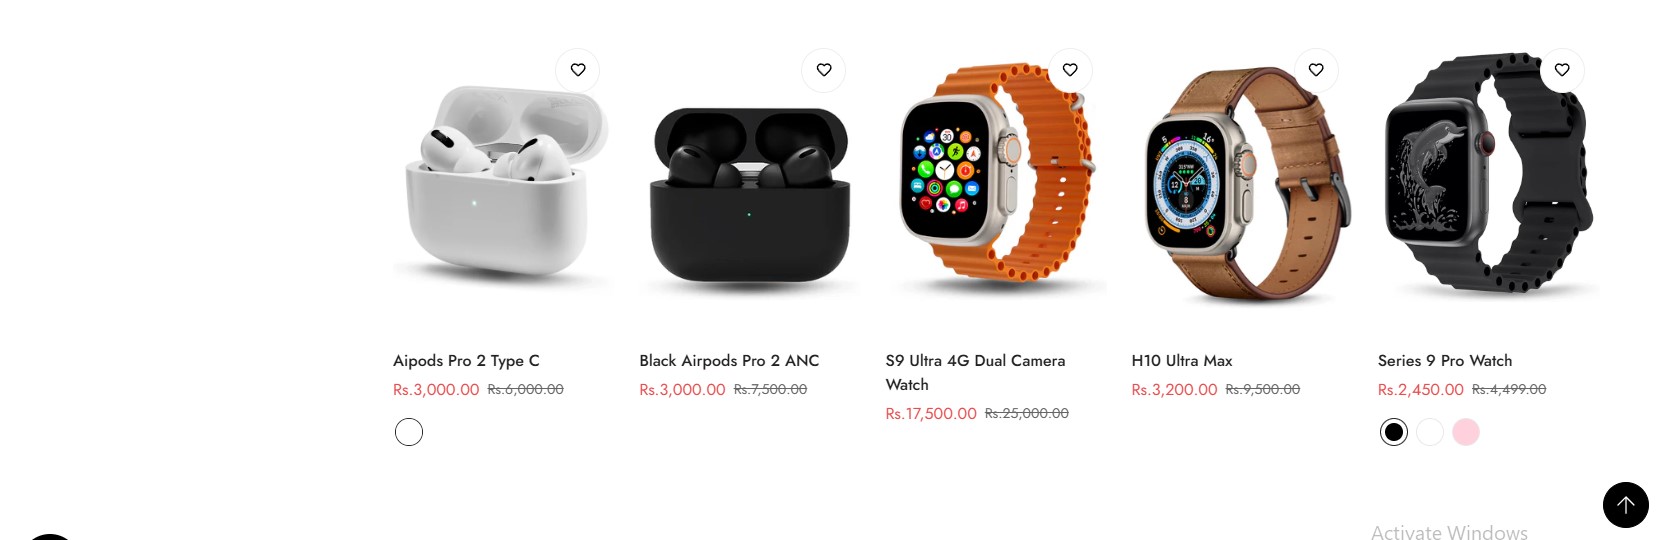 Aipods Pro 2 Type C
Rs.3,000.00 Rs.6,000.00
Black Airpods Pro 2 ANC
Rs.3,000.00 Rs.7,500.00
S9 Ultra 4G Dual Camera
Watch
Rs.17,500.00 Rs.25,000.00
H10 Ultra Max
Rs.3,200.00 Rs.9,500.00
Series 9 Pro Watch
Rs.2,450.00 Rs.4,499.00
Activate Windows